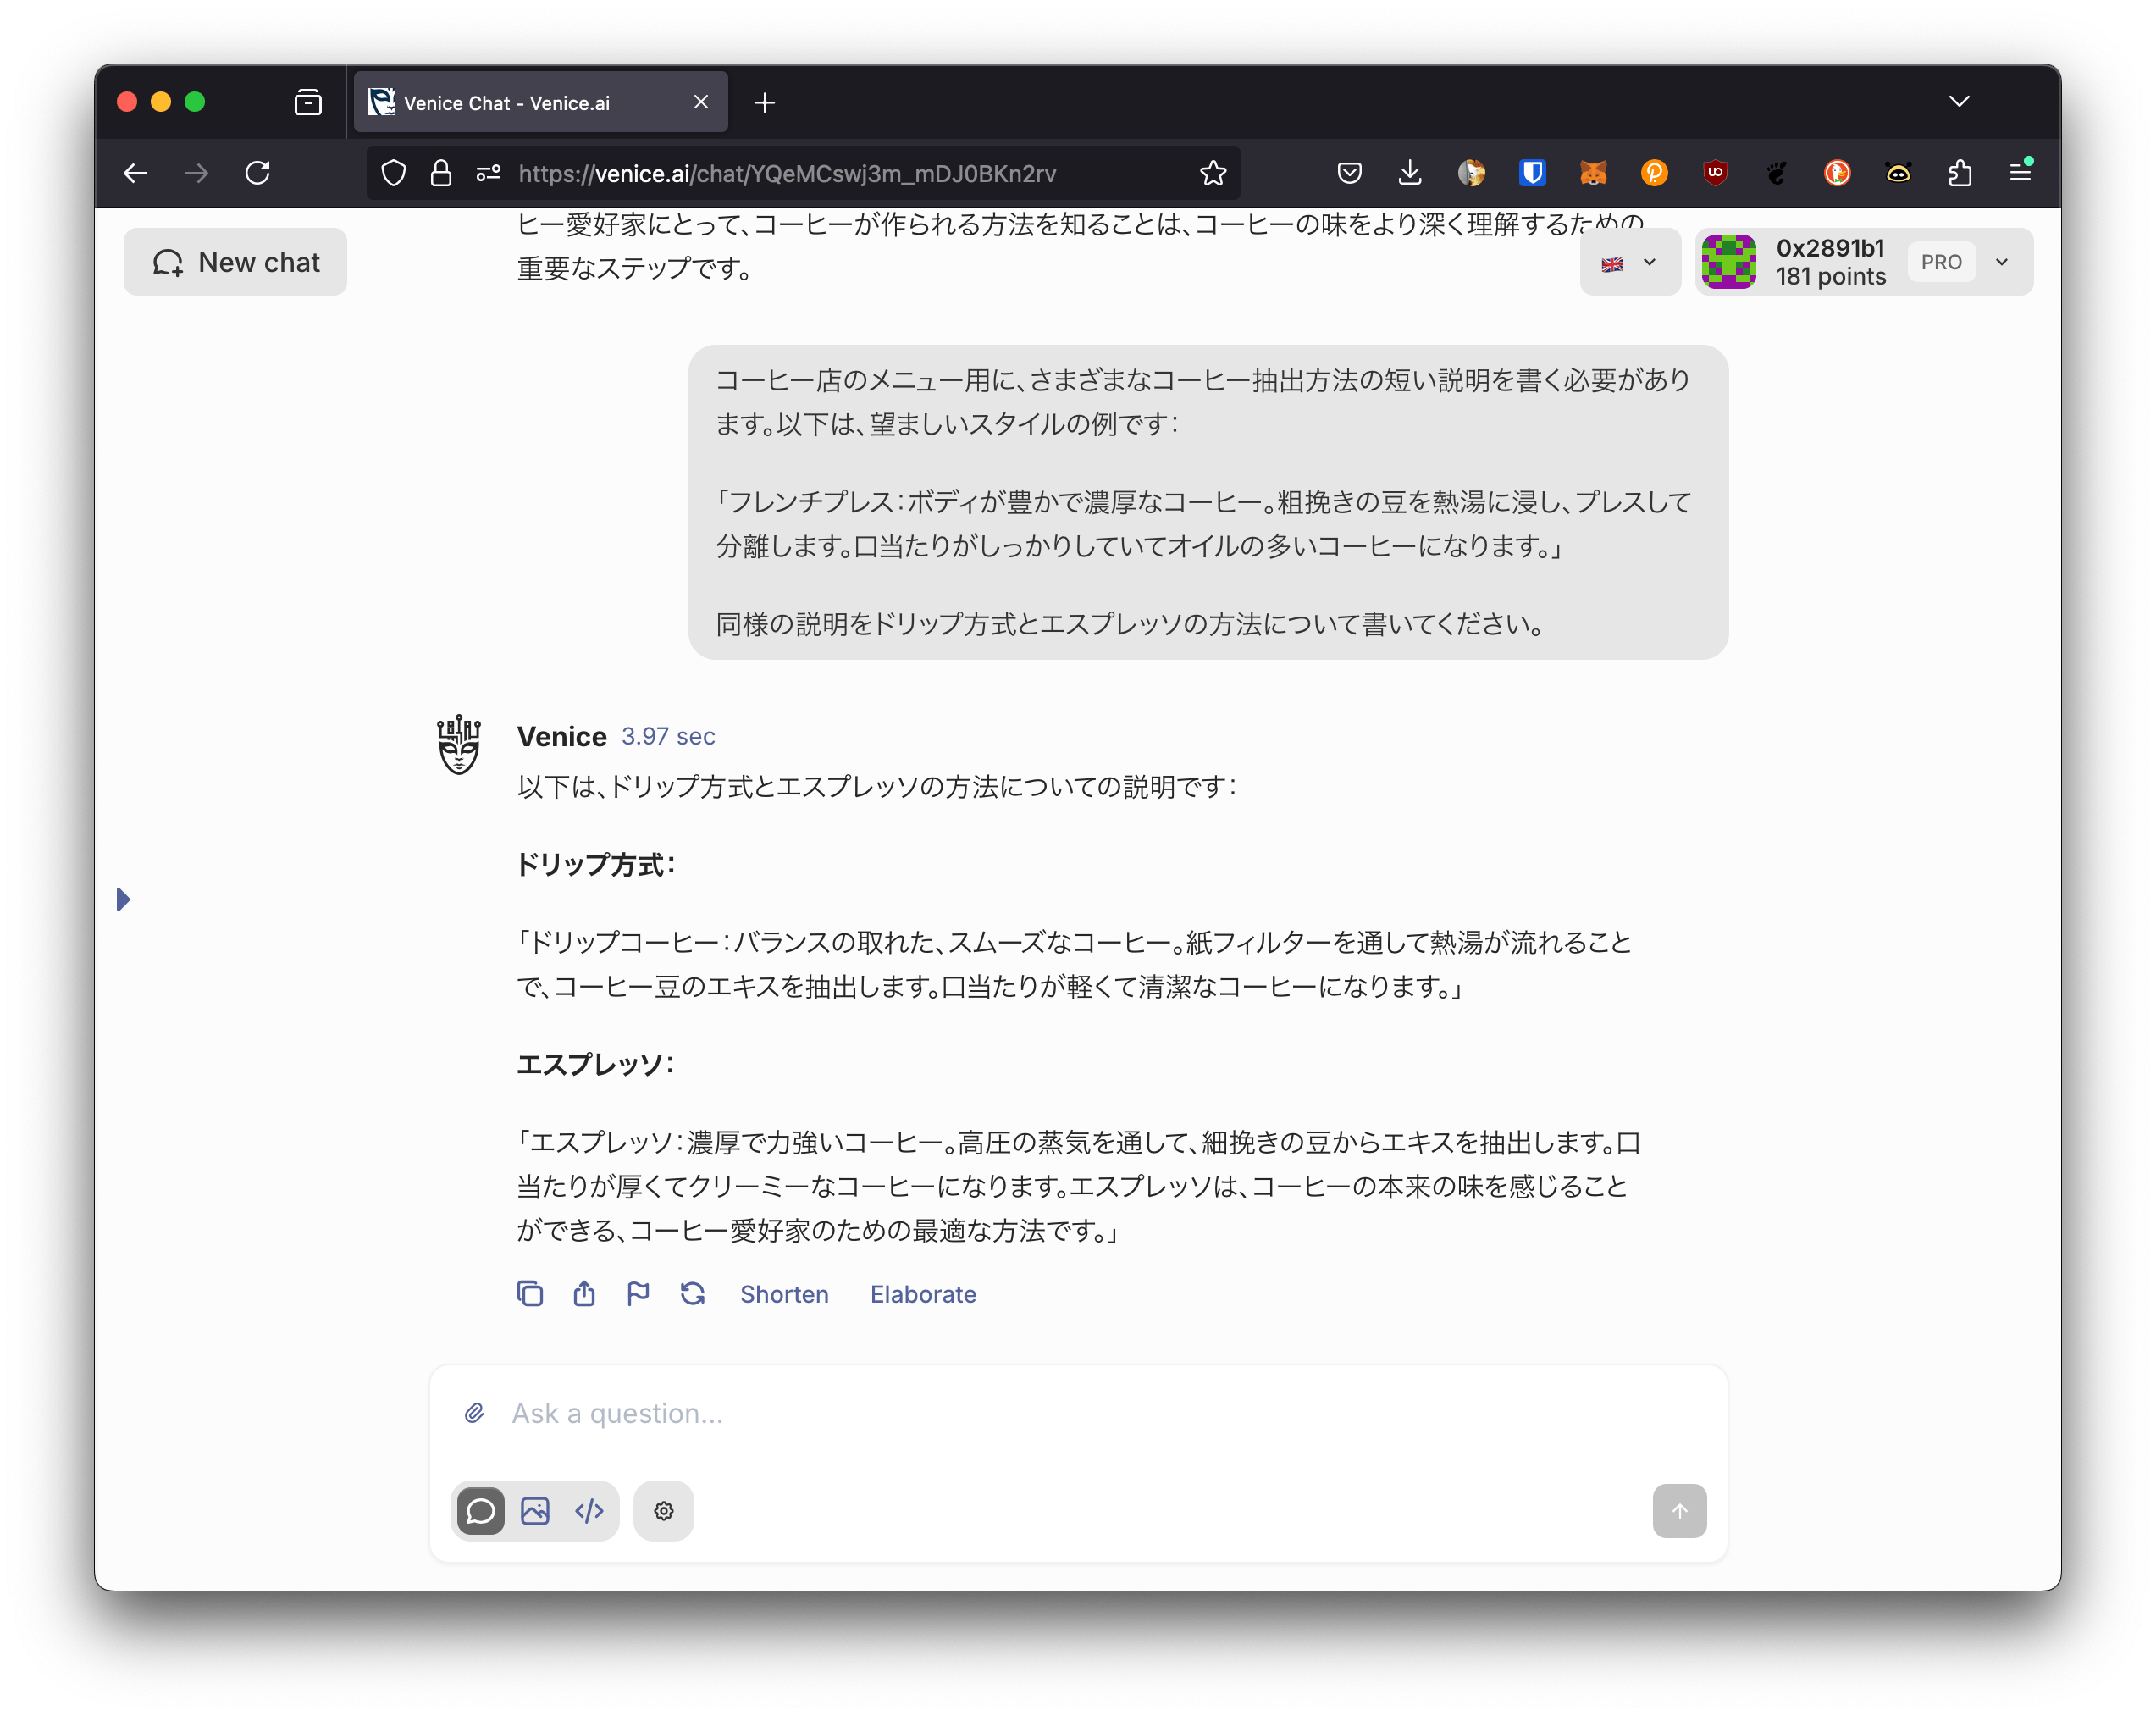 Venice Chat - Venice.ai
https://venice.ai/chat/YQeMCswj3m_mDJ0BKn2rv
New chat
0x2891b1
181 points
PRO
ヒー愛好家にとって、コーヒーが作られる方法を知ることは、コーヒーの味をより深く理解するための
重要なステップです。
コーヒー店のメニュー用に、さまざまなコーヒー抽出方法の短い説明を書く必要があり
ます。以下は、望ましいスタイルの例です：
「フレンチプレス：ボディが豊かで濃厚なコーヒー。粗挽きの豆を熱湯に浸し、プレスして
分離します。口当たりがしっかりしていてオイルの多いコーヒーになります。」
同様の説明をドリップ方式とエスプレッソの方法について書いてください。
Venice 3.97 sec
以下は、ドリップ方式とエスプレッソの方法についての説明です：
ドリップ方式：
「ドリップコーヒー：バランスの取れた、スムーズなコーヒー。紙フィルターを通して熱湯が流れること
で、コーヒー豆のエキスを抽出します。口当たりが軽くて清潔なコーヒーになります。」
エスプレッソ：
「エスプレッソ：濃厚で力強いコーヒー。高圧の蒸気を通して、細挽きの豆からエキスを抽出します。口
当たりが厚くてクリーミーなコーヒーになります。エスプレッソは、コーヒーの本来の味を感じること
ができる、コーヒー愛好家のための最適な方法です。」
Shorten Elaborate
Ask a question...